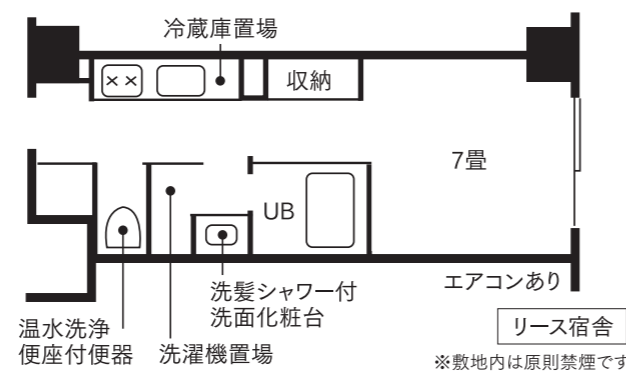 冷蔵庫置場
収納
7畳
UB
エアコンあり
洗髪シャワー付
洗面化粧台
温水洗浄
便座付便器
洗濯機置場
リース宿舎
※敷地内は原則禁煙です